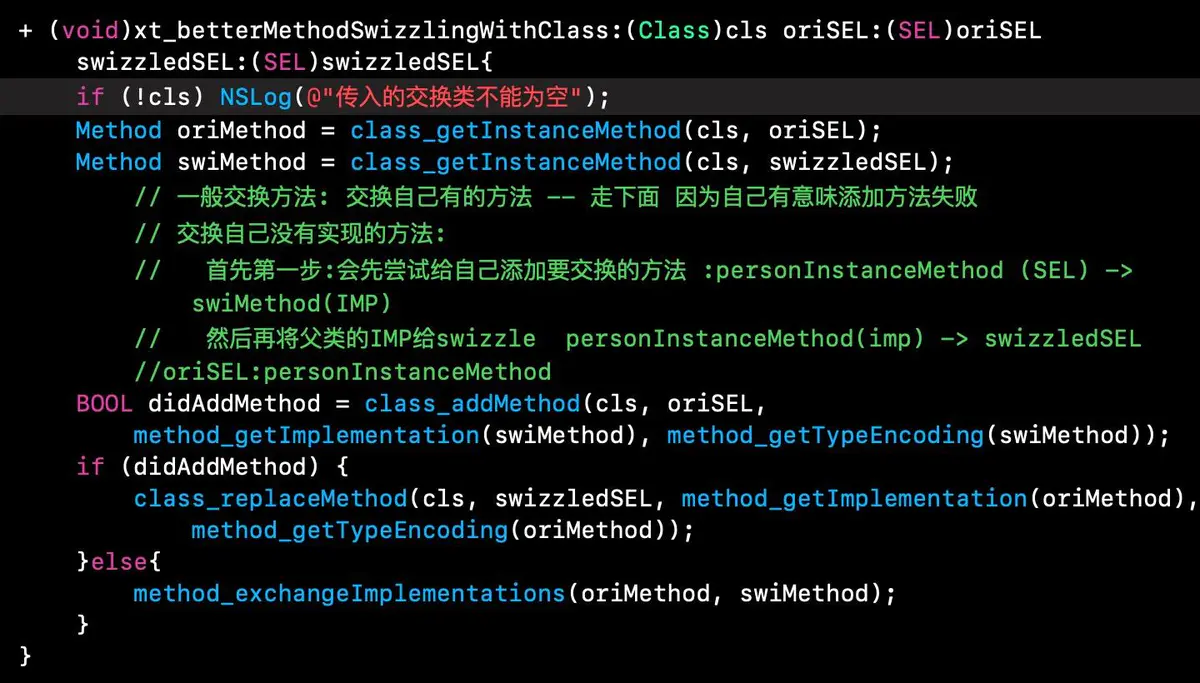 + (void)xt_betterMethodSwizzlingWithClass:(Class)cls oriSEL:(SEL)oriSEL
swizzledSEL:(SEL)swizzledSEL{
if (!cls) NSLog(@"传入的交换类不能为空");
Method oriMethod = class_getInstanceMethod(cls, oriSEL);
Method swiMethod = class_getInstanceMethod(cls, swizzledSEL);
// 一般交换方法: 交换自己有的方法 -- 走下面 因为自己有意味添加方法失败
// 交换自己没有实现的方法:
// 首先第一步:会先尝试给自己添加要交换的方法 :personInstanceMethod (SEL) ->
swiMethod(IMP)
// 然后再将父类的IMP给swizzle personInstanceMethod(imp) -> swizzledSEL
//oriSEL:personInstanceMethod
BOOL didAddMethod = class_addMethod(cls, oriSEL,
method_getImplementation(swiMethod), method_getTypeEncoding(swiMethod));
if (didAddMethod) {
class_replaceMethod(cls, swizzledSEL, method_getImplementation(oriMethod),
method_getTypeEncoding(oriMethod));
}else{
method_exchangeImplementations(oriMethod, swiMethod);
}
}